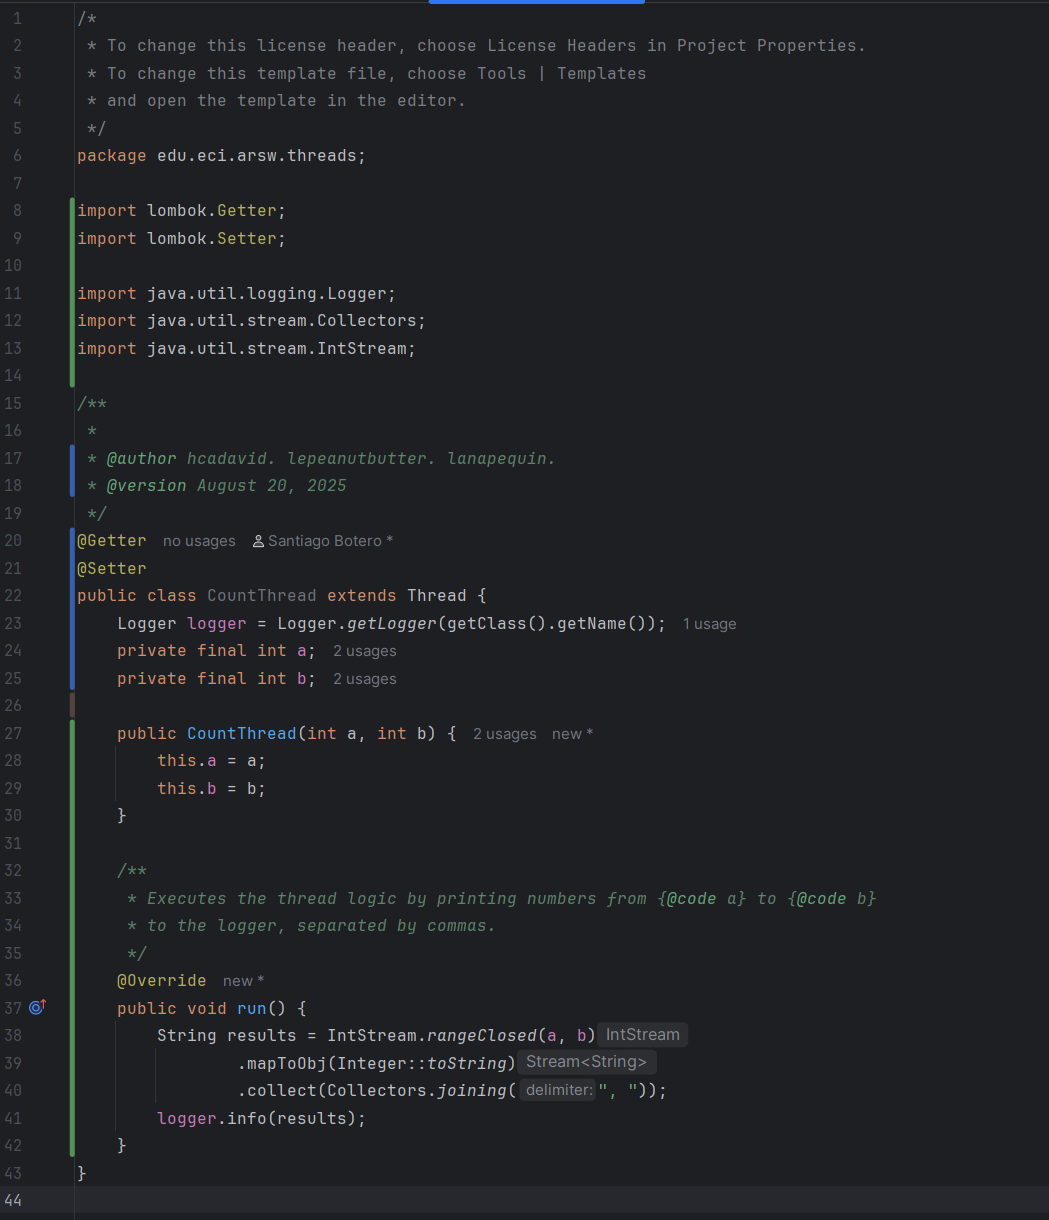 1 /*
2  * To change this license header, choose License Headers in Project Properties.
3  * To change this template file, choose Tools | Templates
4  * and open the template in the editor.
5  */
6 package edu.eci.arsw.threads;
7
8 import lombok.Getter;
9 import lombok.Setter;
10
11 import java.util.logging.Logger;
12 import java.util.stream.Collectors;
13 import java.util.stream.IntStream;
14
15 /**
16  *
17  * @author hcadavid. lepeanutbutter. lanapequin.
18  * @version August 20, 2025
19  */
20 @Getter no usages Santiago Botero *
21 @Setter
22 public class CountThread extends Thread {
23     Logger logger = Logger.getLogger(getClass().getName()); 1 usage
24     private final int a; 2 usages
25     private final int b; 2 usages
26
27     public CountThread(int a, int b) { 2 usages new *
28         this.a = a;
29         this.b = b;
30     }
31
32     /**
33      * Executes the thread logic by printing numbers from {@code a} to {@code b}
34      * to the logger, separated by commas.
35      */
36     @Override new *
37     public void run() {
38         String results = IntStream.rangeClosed(a, b) IntStream
39                 .mapToObj(Integer::toString) Stream<String>
40                 .collect(Collectors.joining( delimiter: ", "));
41         logger.info(results);
42     }
43 }
44